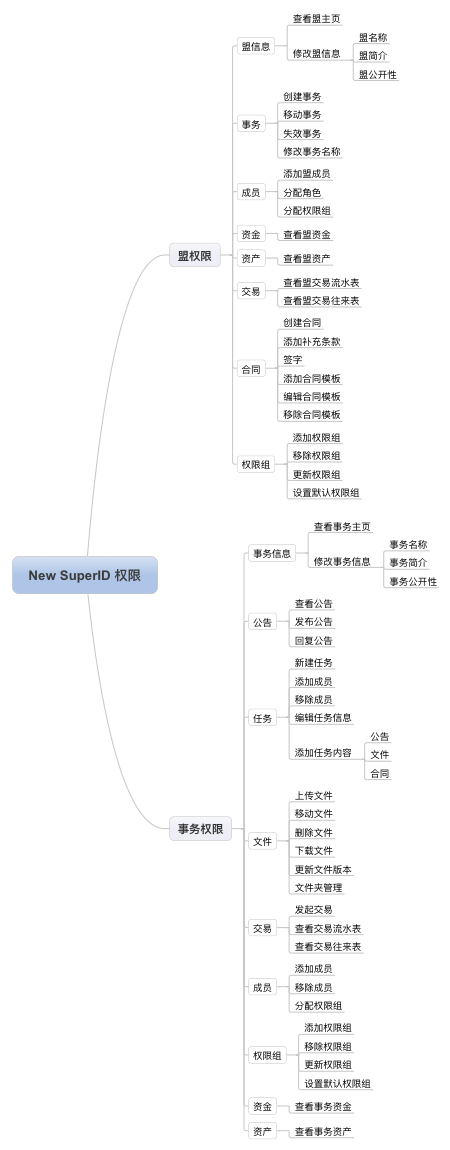 New SuperID 权限
盟权限
盟信息
查看盟主页
修改盟信息
盟名称
盟简介
盟公开性
事务
创建事务
移动事务
失效事务
修改事务名称
成员
添加盟成员
分配角色
分配权限组
资金
查看盟资金
资产
查看盟资产
交易
查看盟交易流水表
查看盟交易往来表
合同
创建合同
添加补充条款
签字
添加合同模板
编辑合同模板
移除合同模板
权限组
添加权限组
移除权限组
更新权限组
设置默认权限组
事务权限
事务信息
查看事务主页
修改事务信息
事务名称
事务简介
事务公开性
公告
查看公告
发布公告
回复公告
任务
新建任务
添加成员
移除成员
编辑任务信息
添加任务内容
公告
文件
合同
文件
上传文件
移动文件
删除文件
下载文件
更新文件版本
文件夹管理
交易
发起交易
查看交易流水表
查看交易往来表
成员
添加成员
移除成员
分配权限组
权限组
添加权限组
移除权限组
更新权限组
设置默认权限组
资金
查看事务资金
资产
查看事务资产